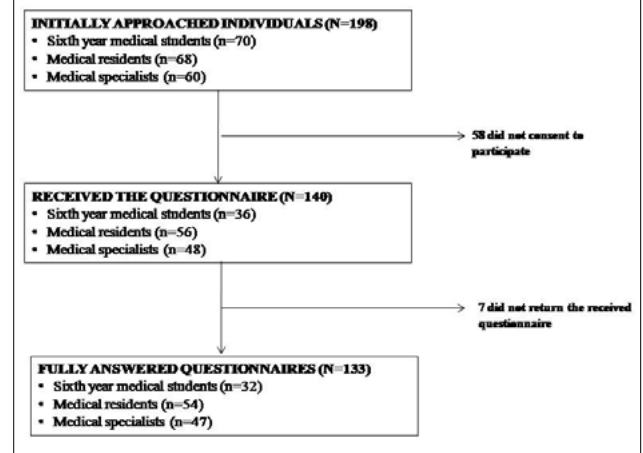 INITIALLY APPROACHED INDIVIDUALS (N=198)
• Sixth year medical students (n=70)
• Medical residents (n=68)
• Medical specialists (n=60)
58 did not consent to
participate
RECEIVED THE QUESTIONNAIRE (N=140)
• Sixth year medical students (n=36)
• Medical residents (n=56)
• Medical specialists (n=48)
7 did not return the received
questionnaire
FULLY ANSWERED QUESTIONNAIRES (N=133)
• Sixth year medical students (n=32)
• Medical residents (n=54)
• Medical specialists (n=47)